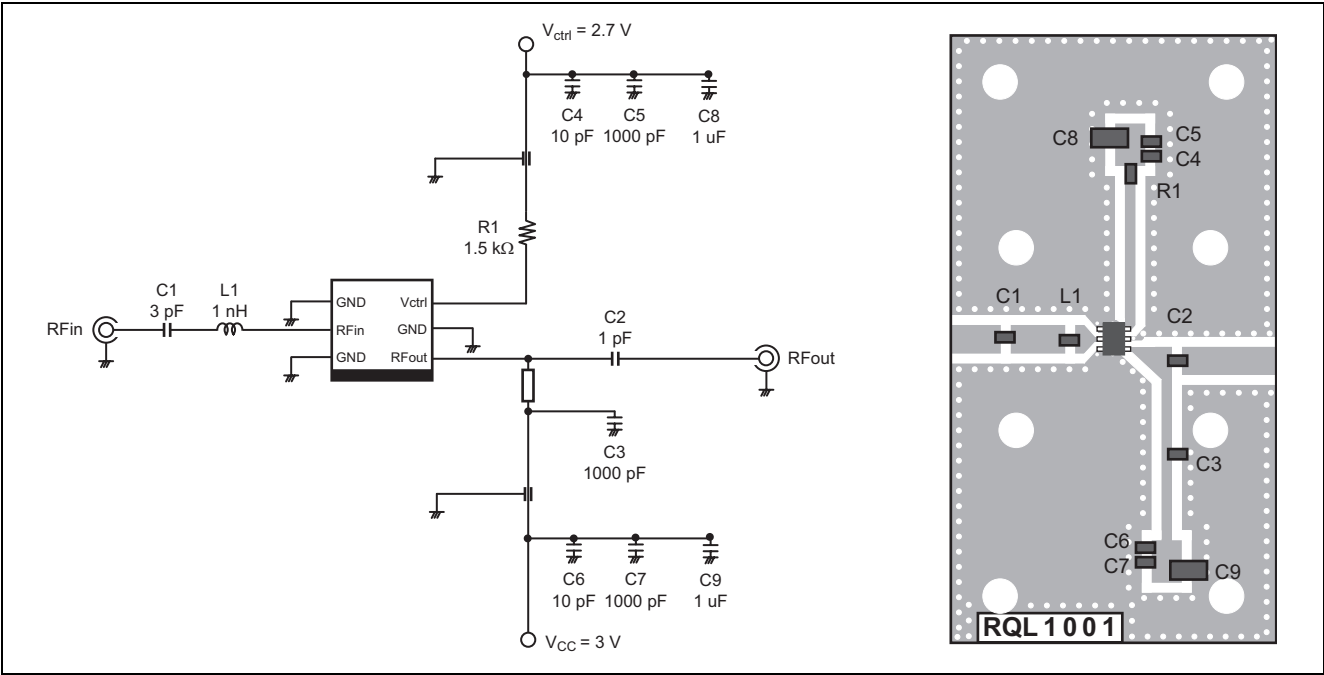 Vctrl = 2.7 V
C4
10 pF
C5
1000 pF
C8
1 uF
R1
1.5 kΩ
C1
3 pF
L1
1 nH
RFin
GND
RFin
GND
Vctrl
GND
RFout
C2
1 pF
RFout
C3
1000 pF
C6
10 pF
C7
1000 pF
C9
1 uF
VCC = 3 V
C8
C5
C4
R1
C1
L1
C2
C3
C6
C7
C9
RQL1001